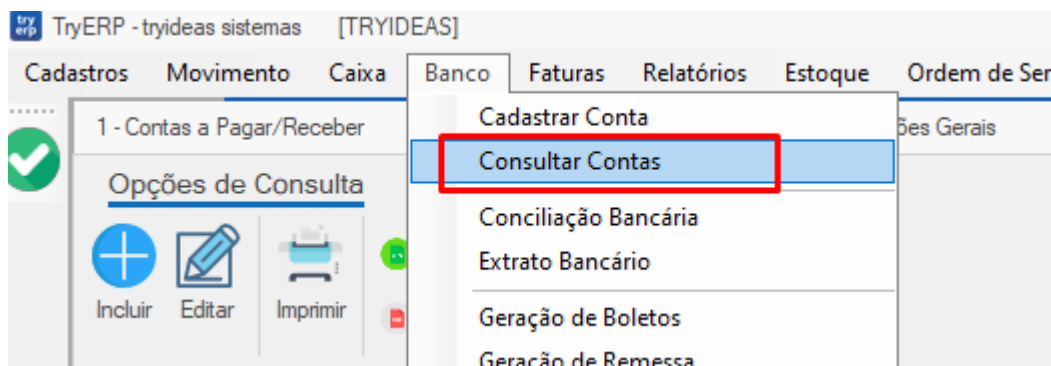 try erp TryERP - tryideas sistemas [TRYIDEAS]
Cadastros Movimento Caixa Banco Faturas Relatórios Estoque Ordem de Ser
1 - Contas a Pagar/Receber
ões Gerais
Cadastrar Conta
Consultar Contas
Conciliação Bancária
Extrato Bancário
Geração de Boletos
Geração de Remessa
Opções de Consulta
Incluir Editar Imprimir